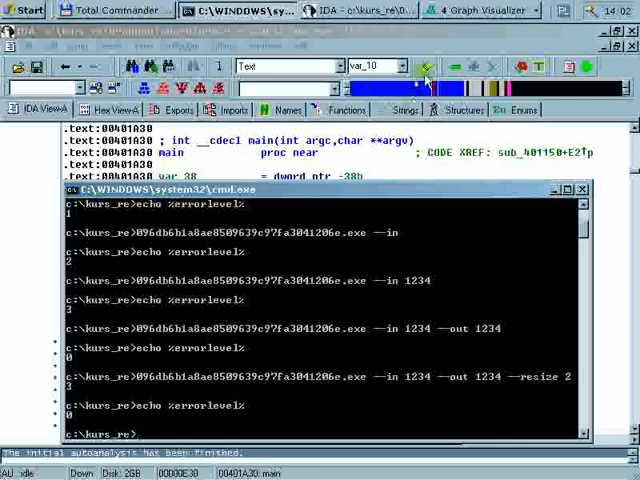 Start Total Commander... C:\WINDOWS\sy... IDA - c:\kurs_re\0... 4 Graph Visualizer 14:02
Text var_10
IDA View-A Hex View-A Exports Imports Names Functions Strings Structures En Enums
.text:00401A30
.text:00401A30 ; int __cdecl main(int argc,char **argv)
.text:00401A30 main proc near ; CODE XREF: sub_401150+E2↑p
.text:00401A30
.text:00401A30 var_38 = dword ptr -38h
C:\WINDOWS\system32\cmd.exe
c:\kurs_re>echo %errorlevel%
1
c:\kurs_re>096db6b1a8ae8509639c97fa3041206e.exe --in
c:\kurs_re>echo %errorlevel%
2
c:\kurs_re>096db6b1a8ae8509639c97fa3041206e.exe --in 1234
c:\kurs_re>echo %errorlevel%
3
c:\kurs_re>096db6b1a8ae8509639c97fa3041206e.exe --in 1234 --out 1234
c:\kurs_re>echo %errorlevel%
0
c:\kurs_re>096db6b1a8ae8509639c97fa3041206e.exe --in 1234 --out 1234 --resize 2
3
c:\kurs_re>echo %errorlevel%
0
c:\kurs_re>
The initial autoanalysis has been finished.
AU: idle Down Disk: 2GB 00000E30 00401A30: main